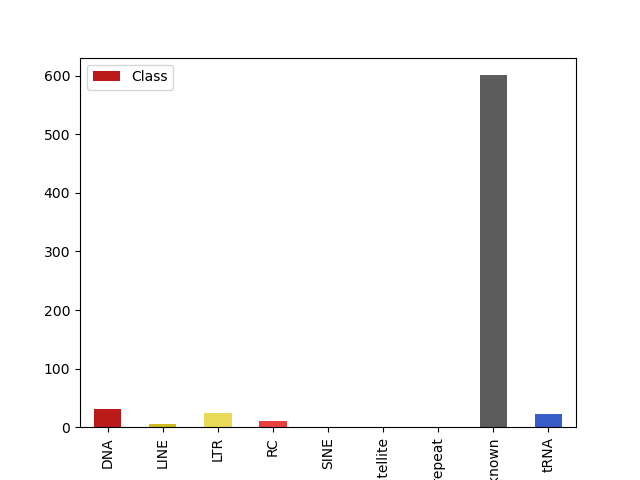 Class
600
500
400
300
200
100
0
DNA
LINE
LTR
RC
SINE
tellite
repeat
known
tRNA